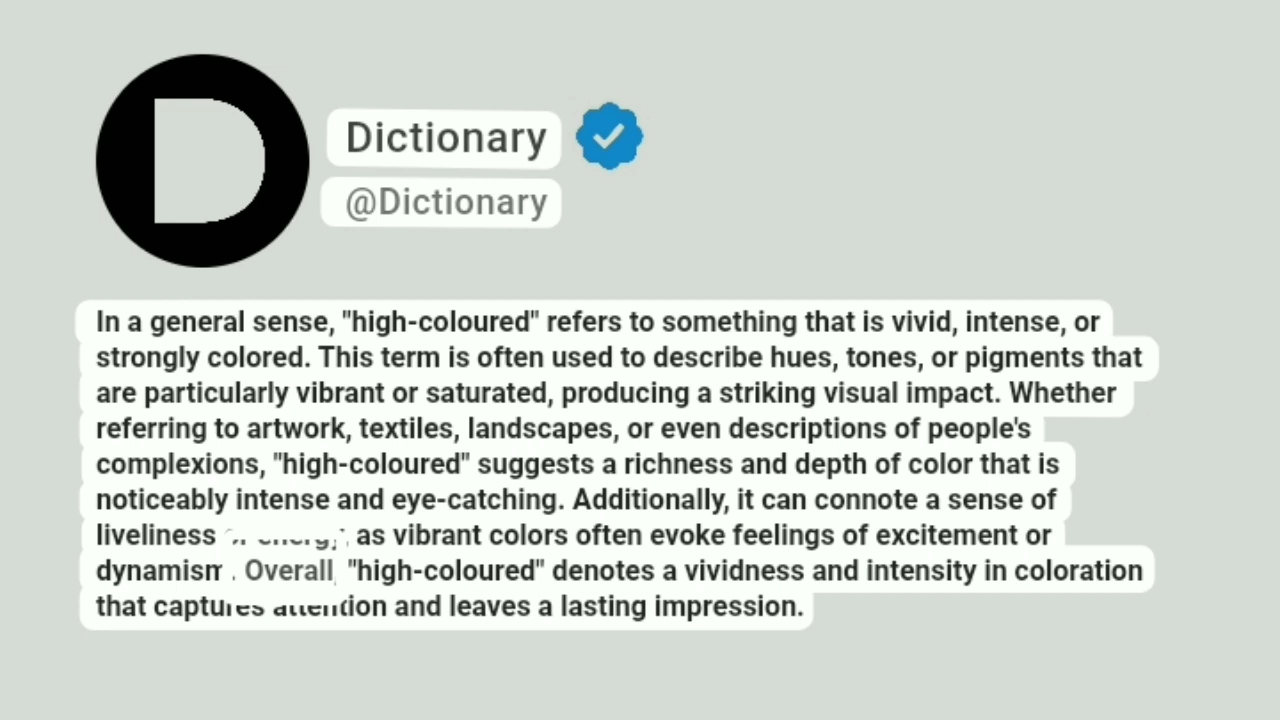 D
Dictionary
@Dictionary
In a general sense, "high-coloured" refers to something that is vivid, intense, or
strongly colored. This term is often used to describe hues, tones, or pigments that
are particularly vibrant or saturated, producing a striking visual impact. Whether
referring to artwork, textiles, landscapes, or even descriptions of people's
complexions, "high-coloured" suggests a richness and depth of color that is
noticeably intense and eye-catching. Additionally, it can connote a sense of
liveliness or energy, as vibrant colors often evoke feelings of excitement or
dynamism. Overall, "high-coloured" denotes a vividness and intensity in coloration
that captures attention and leaves a lasting impression.